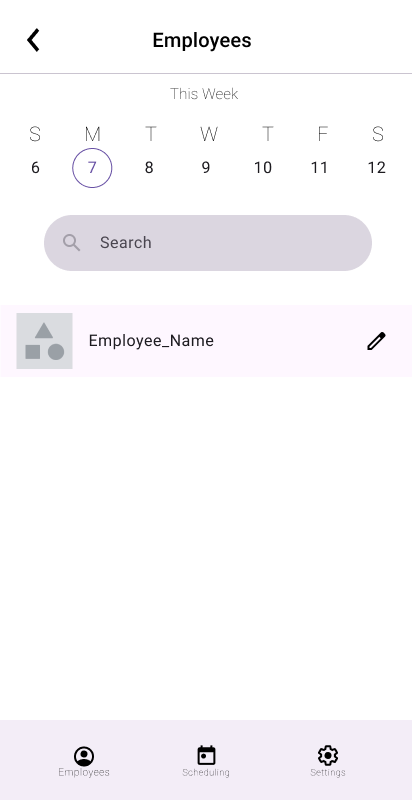 Employees
This Week
S M T W T F S
6 7 8 9 10 11 12
Search
Employee_Name
Employees Scheduling Settings